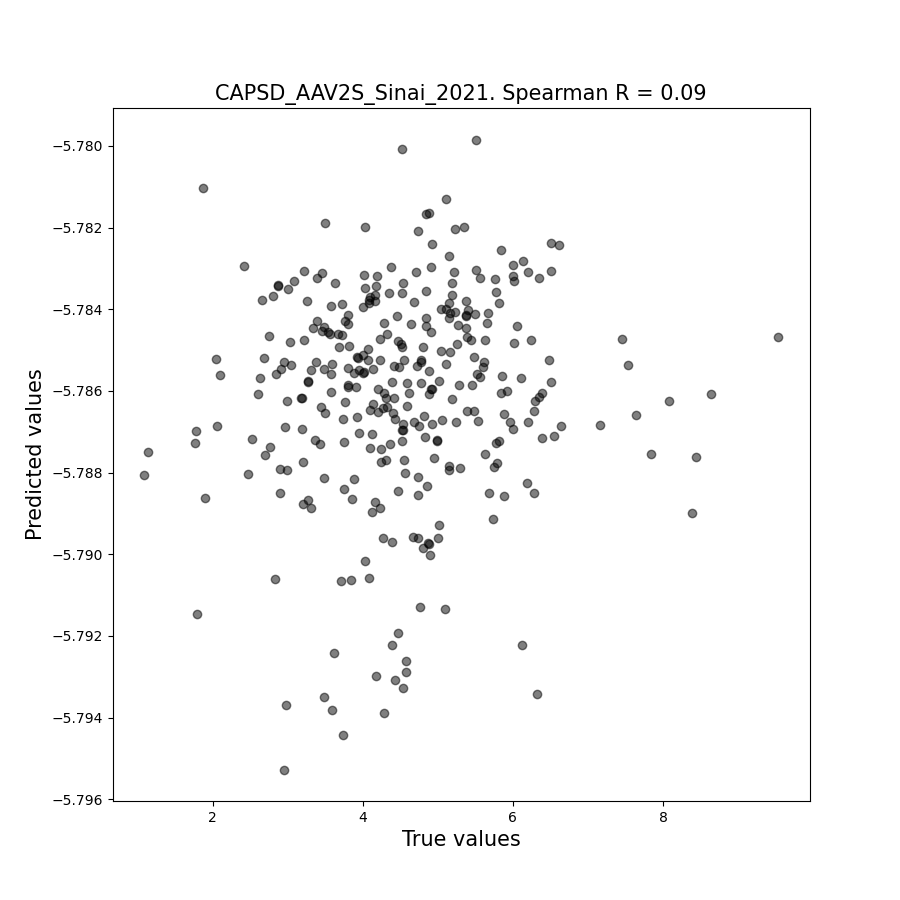 CAPSD_AAV2S_Sinai_2021. Spearman R = 0.09
Predicted values
−5.780
−5.782
−5.784
−5.786
−5.788
−5.790
−5.792
−5.794
−5.796
2 4 6 8
True values